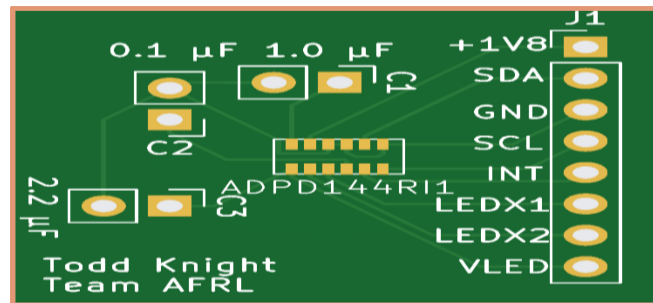 J1
0.1 µF 1.0 µF
+1V8
C1
SDA
GND
C2
SCL
INT
ADPD144RI1
2.2 µF
C3
LEDX1
LEDX2
VLED
Todd Knight
Team AFRL